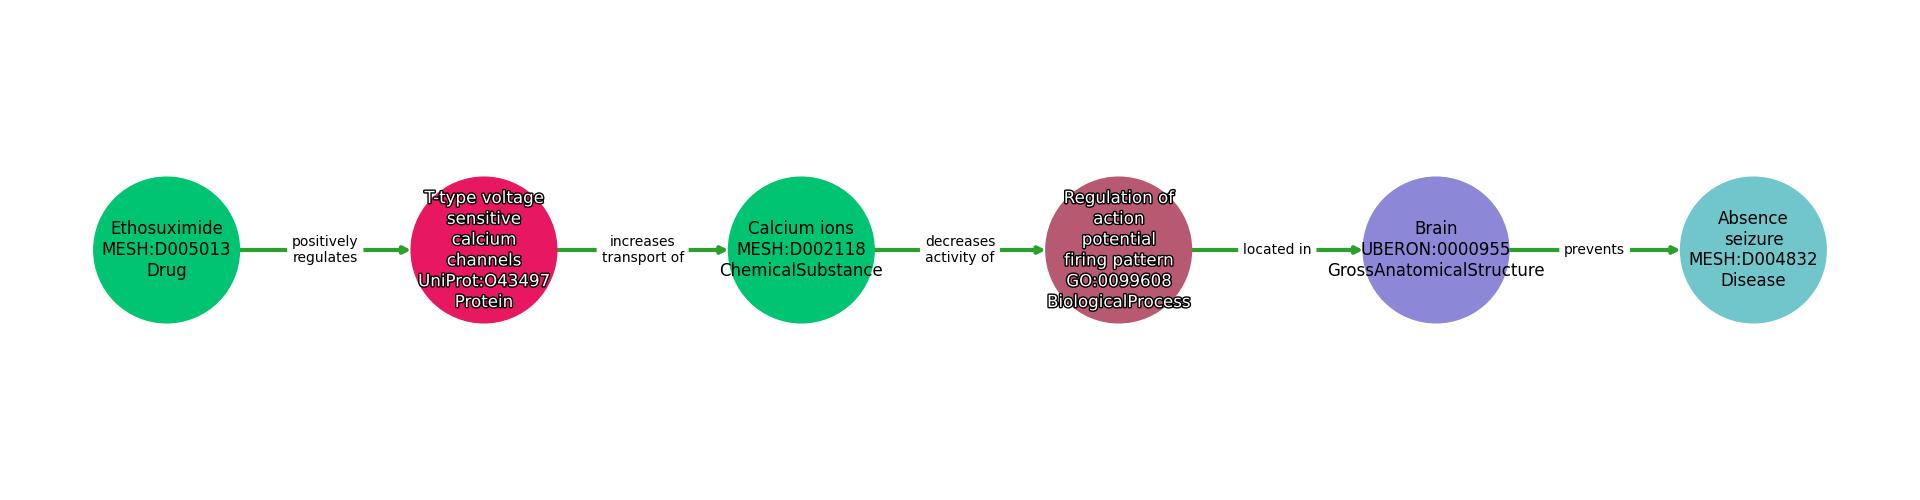 Ethosuximide
MESH:D005013
Drug
positively
regulates
T-type voltage
sensitive
calcium
channels
UniProt:O43497
Protein
increases
transport of
Calcium ions
MESH:D002118
ChemicalSubstance
decreases
activity of
Regulation of
action
potential
firing pattern
GO:0099608
BiologicalProcess
located in
Brain
UBERON:0000955
GrossAnatomicalStructure
prevents
Absence
seizure
MESH:D004832
Disease